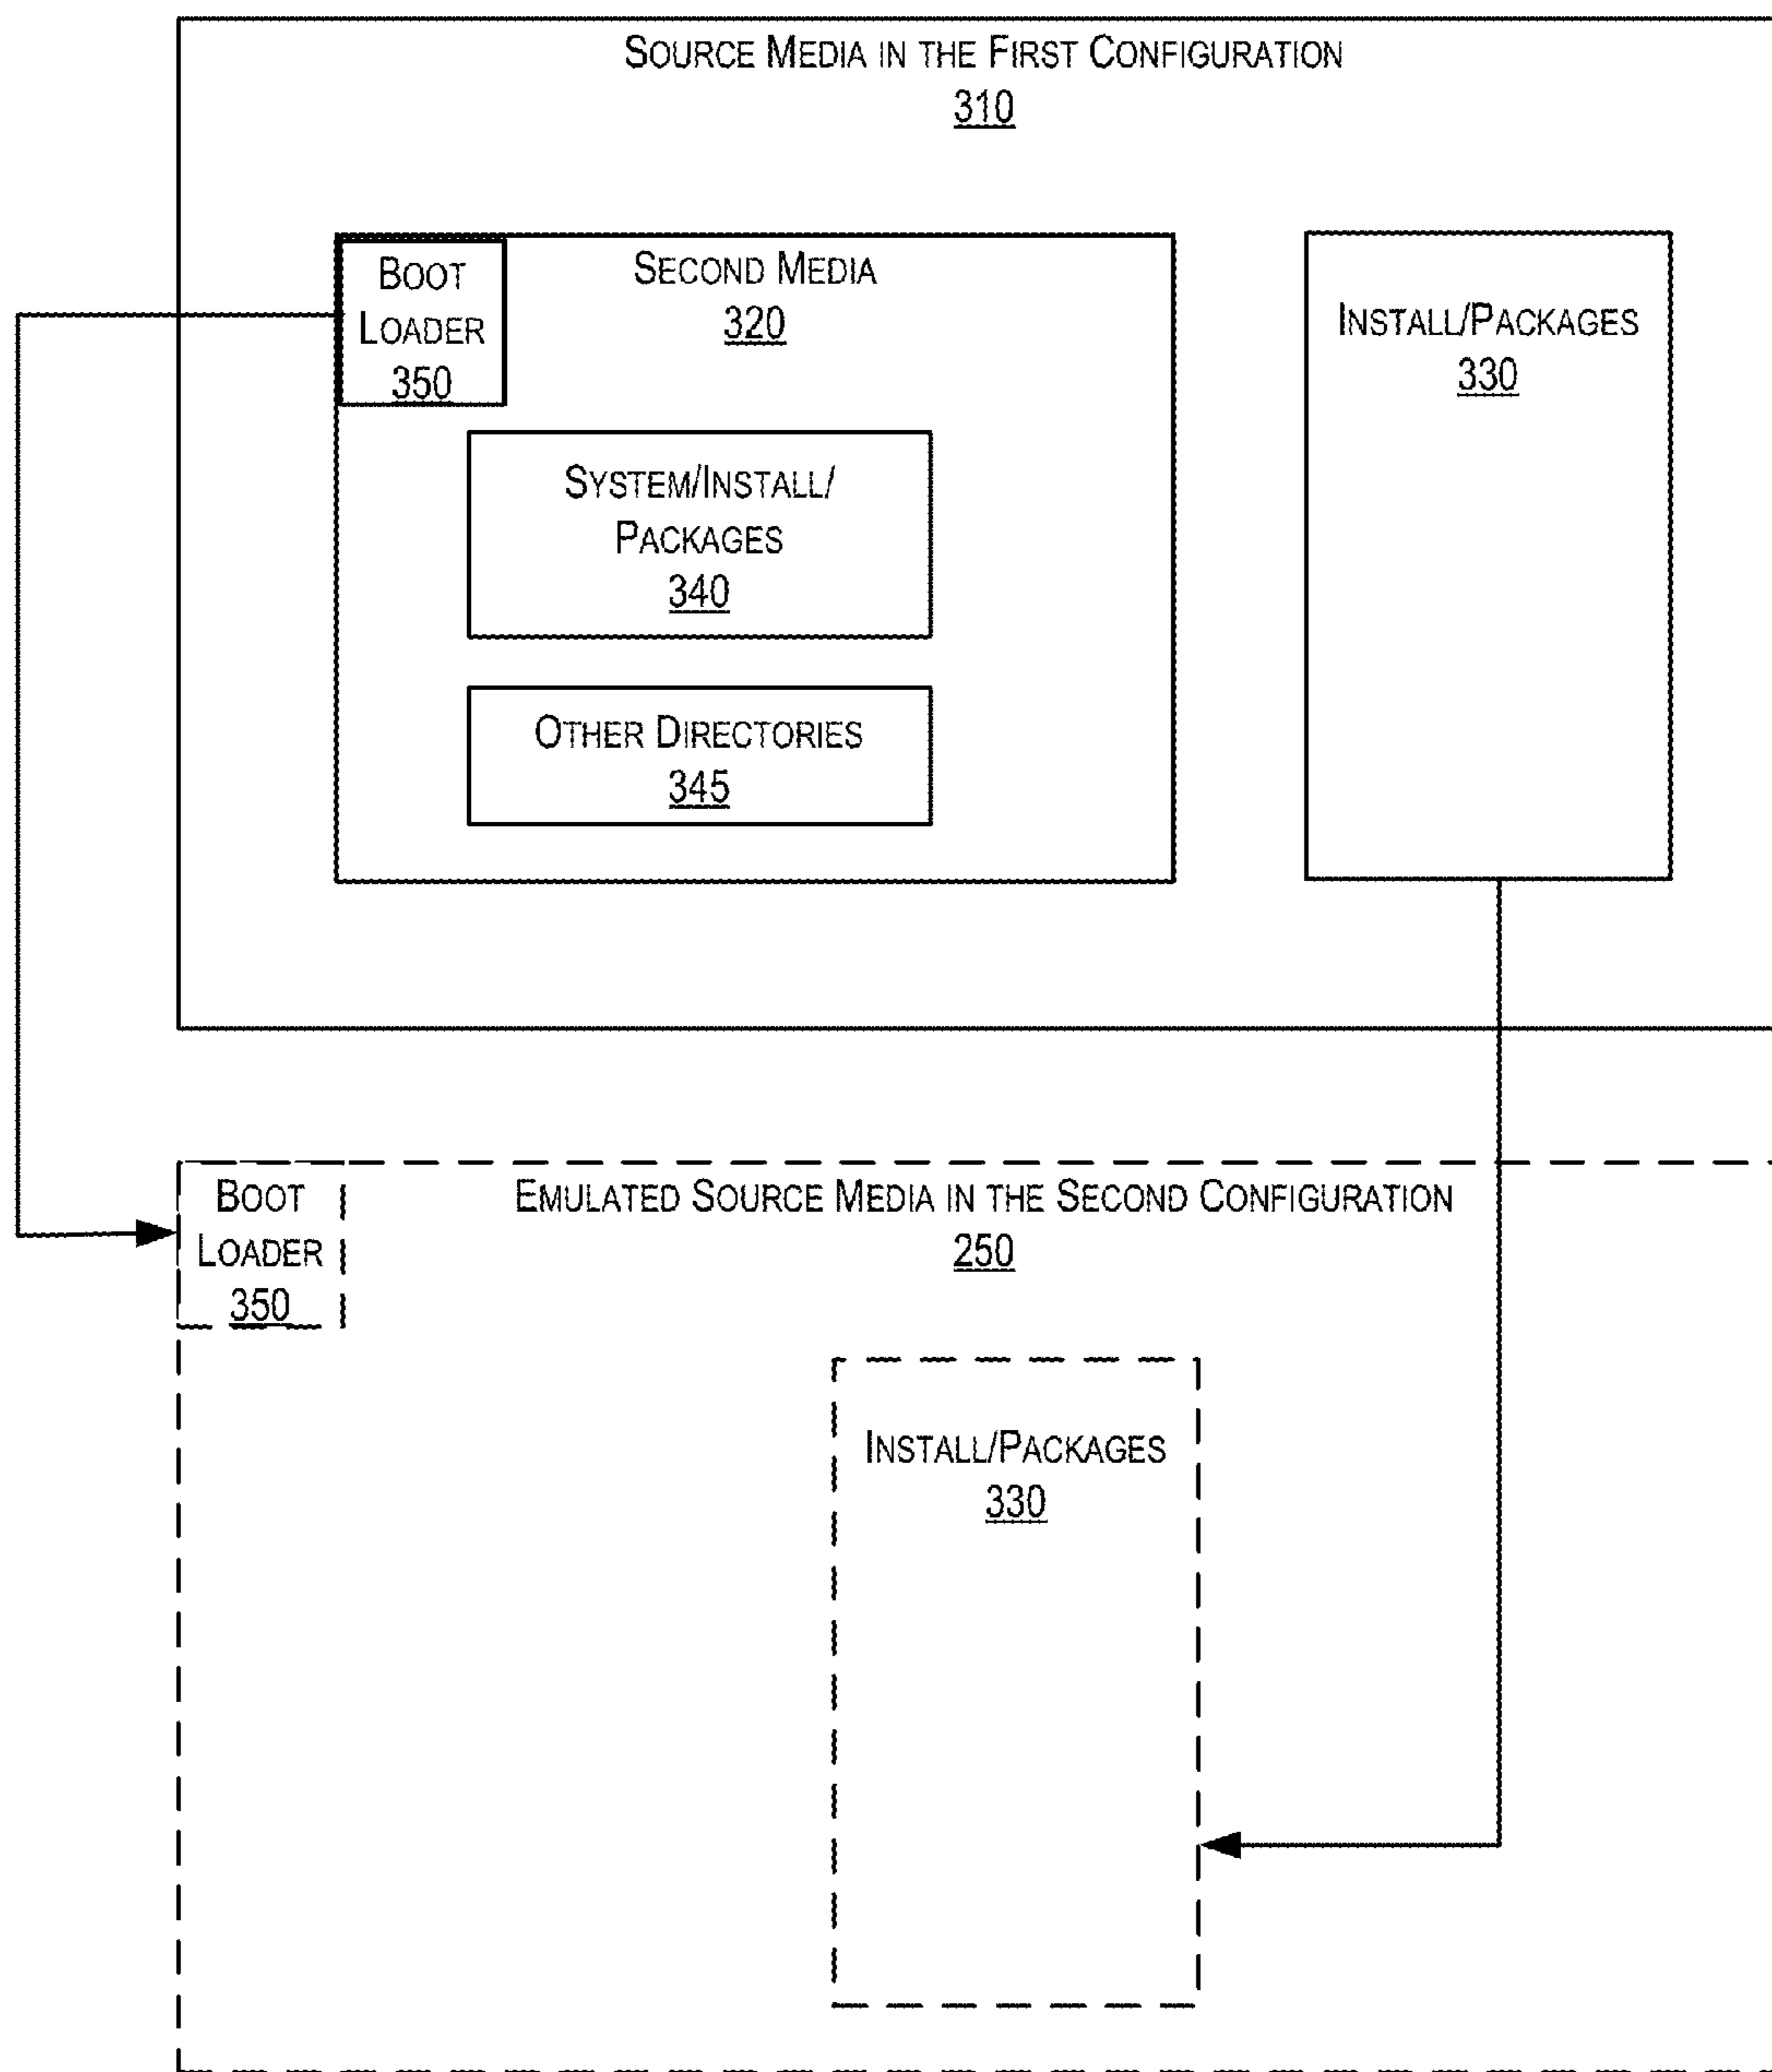 SOURCE MEDIA IN THE FIRST CONFIGURATION
310
BOOT
LOADER
350
SECOND MEDIA
320
SYSTEM/INSTALL/
PACKAGES
340
OTHER DIRECTORIES
345
INSTALL/PACKAGES
330
BOOT
LOADER
350
EMULATED SOURCE MEDIA IN THE SECOND CONFIGURATION
250
INSTALL/PACKAGES
330